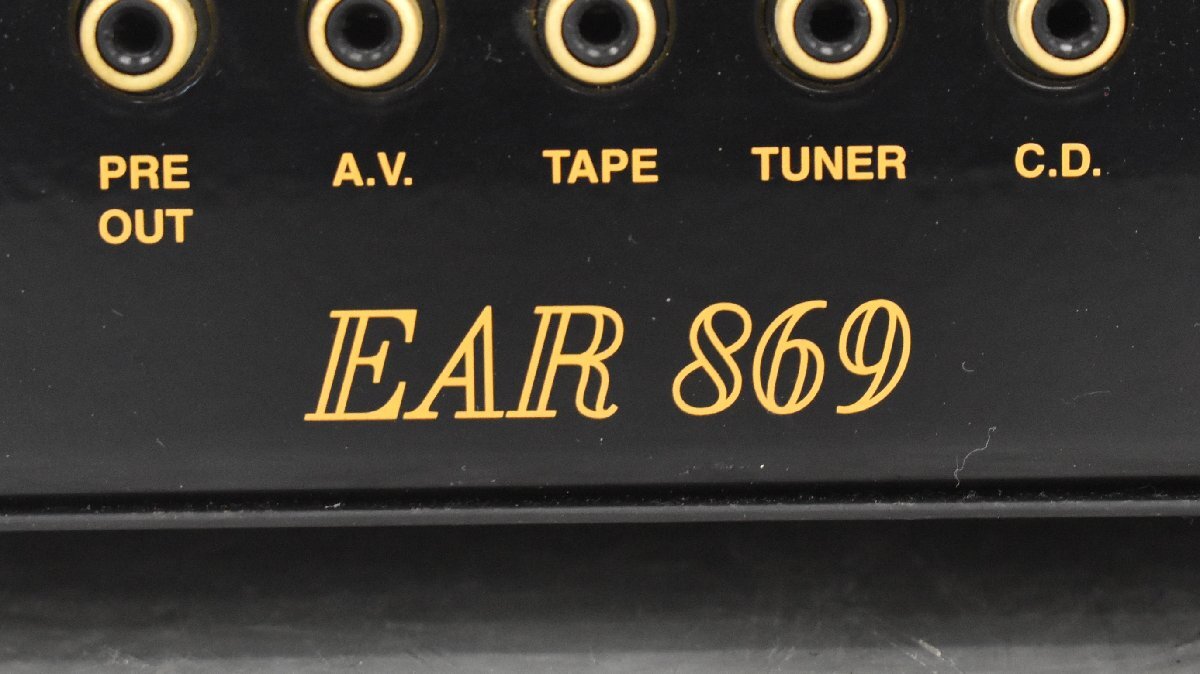 PRE OUT A.V. TAPE TUNER C.D.
EAR 869